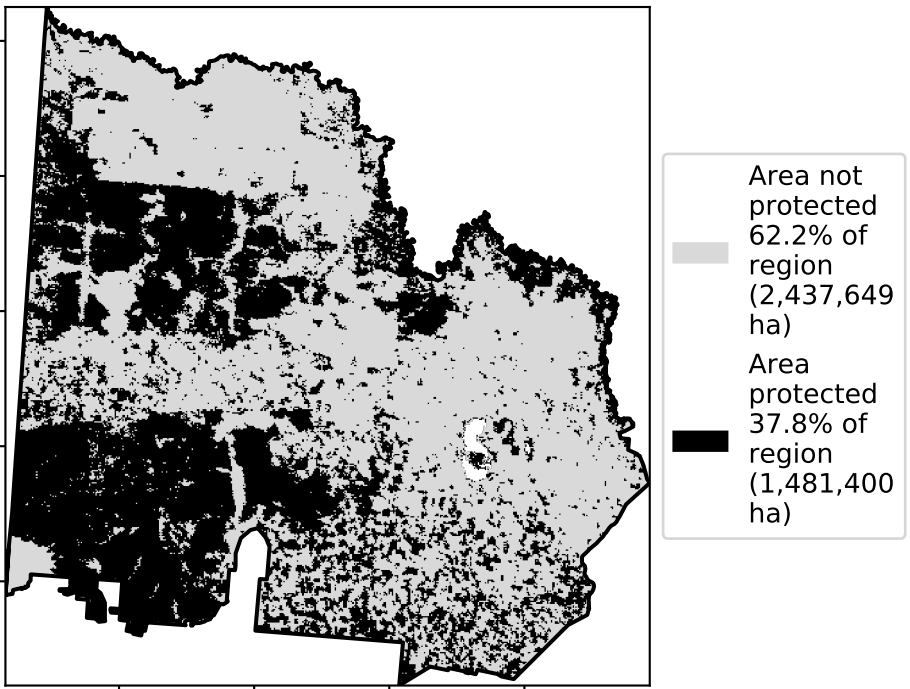 Area not
protected
62.2% of
region
(2,437,649
ha)
Area
protected
37.8% of
region
(1,481,400
ha)